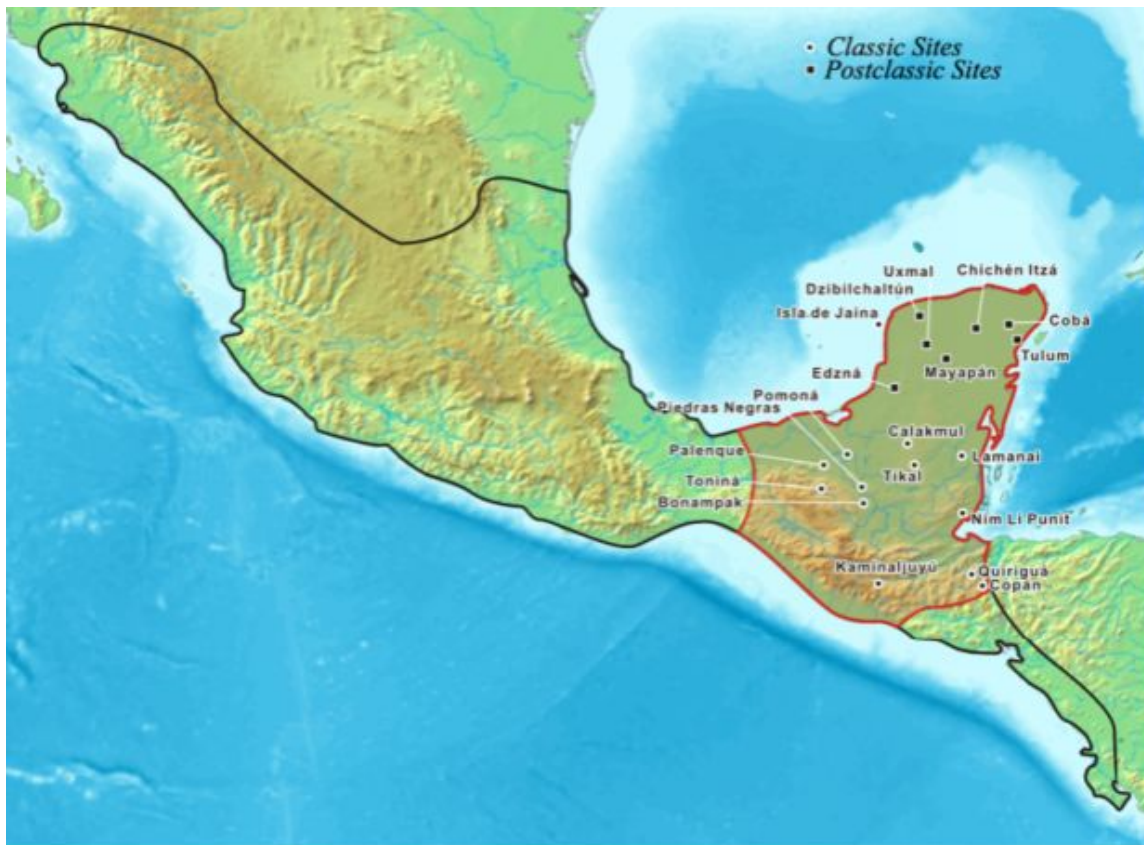 Classic Sites
Postclassic Sites
Uxmal
Chichén Itzá
Dzibilchaltún
Isla de Jaina
Cobá
Tulum
Mayapán
Edzná
Pomoná
Piedras Negras
Calakmul
Palenque
Lamanai
Tikal
Toniná
Bonampak
Nim Li Punit
Kaminaljuyú
Quiriguá
Copán